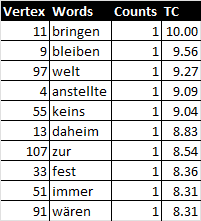 Vertex Words Counts TC
11 bringen 1 10.00
9 bleiben 1 9.56
97 welt 1 9.27
4 anstellte 1 9.09
55 keins 1 9.04
13 daheim 1 8.83
107 zur 1 8.54
33 fest 1 8.36
51 immer 1 8.31
91 wären 1 8.31